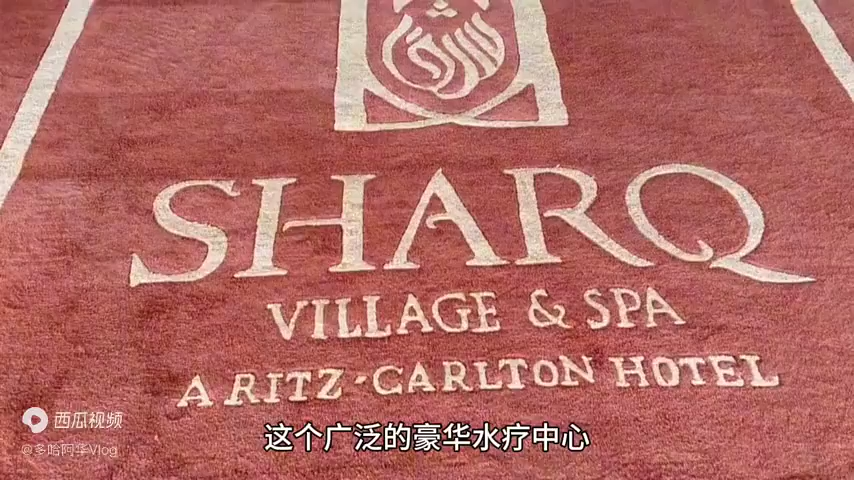 SHARQ
VILLAGE & SPA
A RITZ-CARLTON HOTEL
这个广泛的豪华水疗中心
西瓜视频
@多哈阿华Vlog